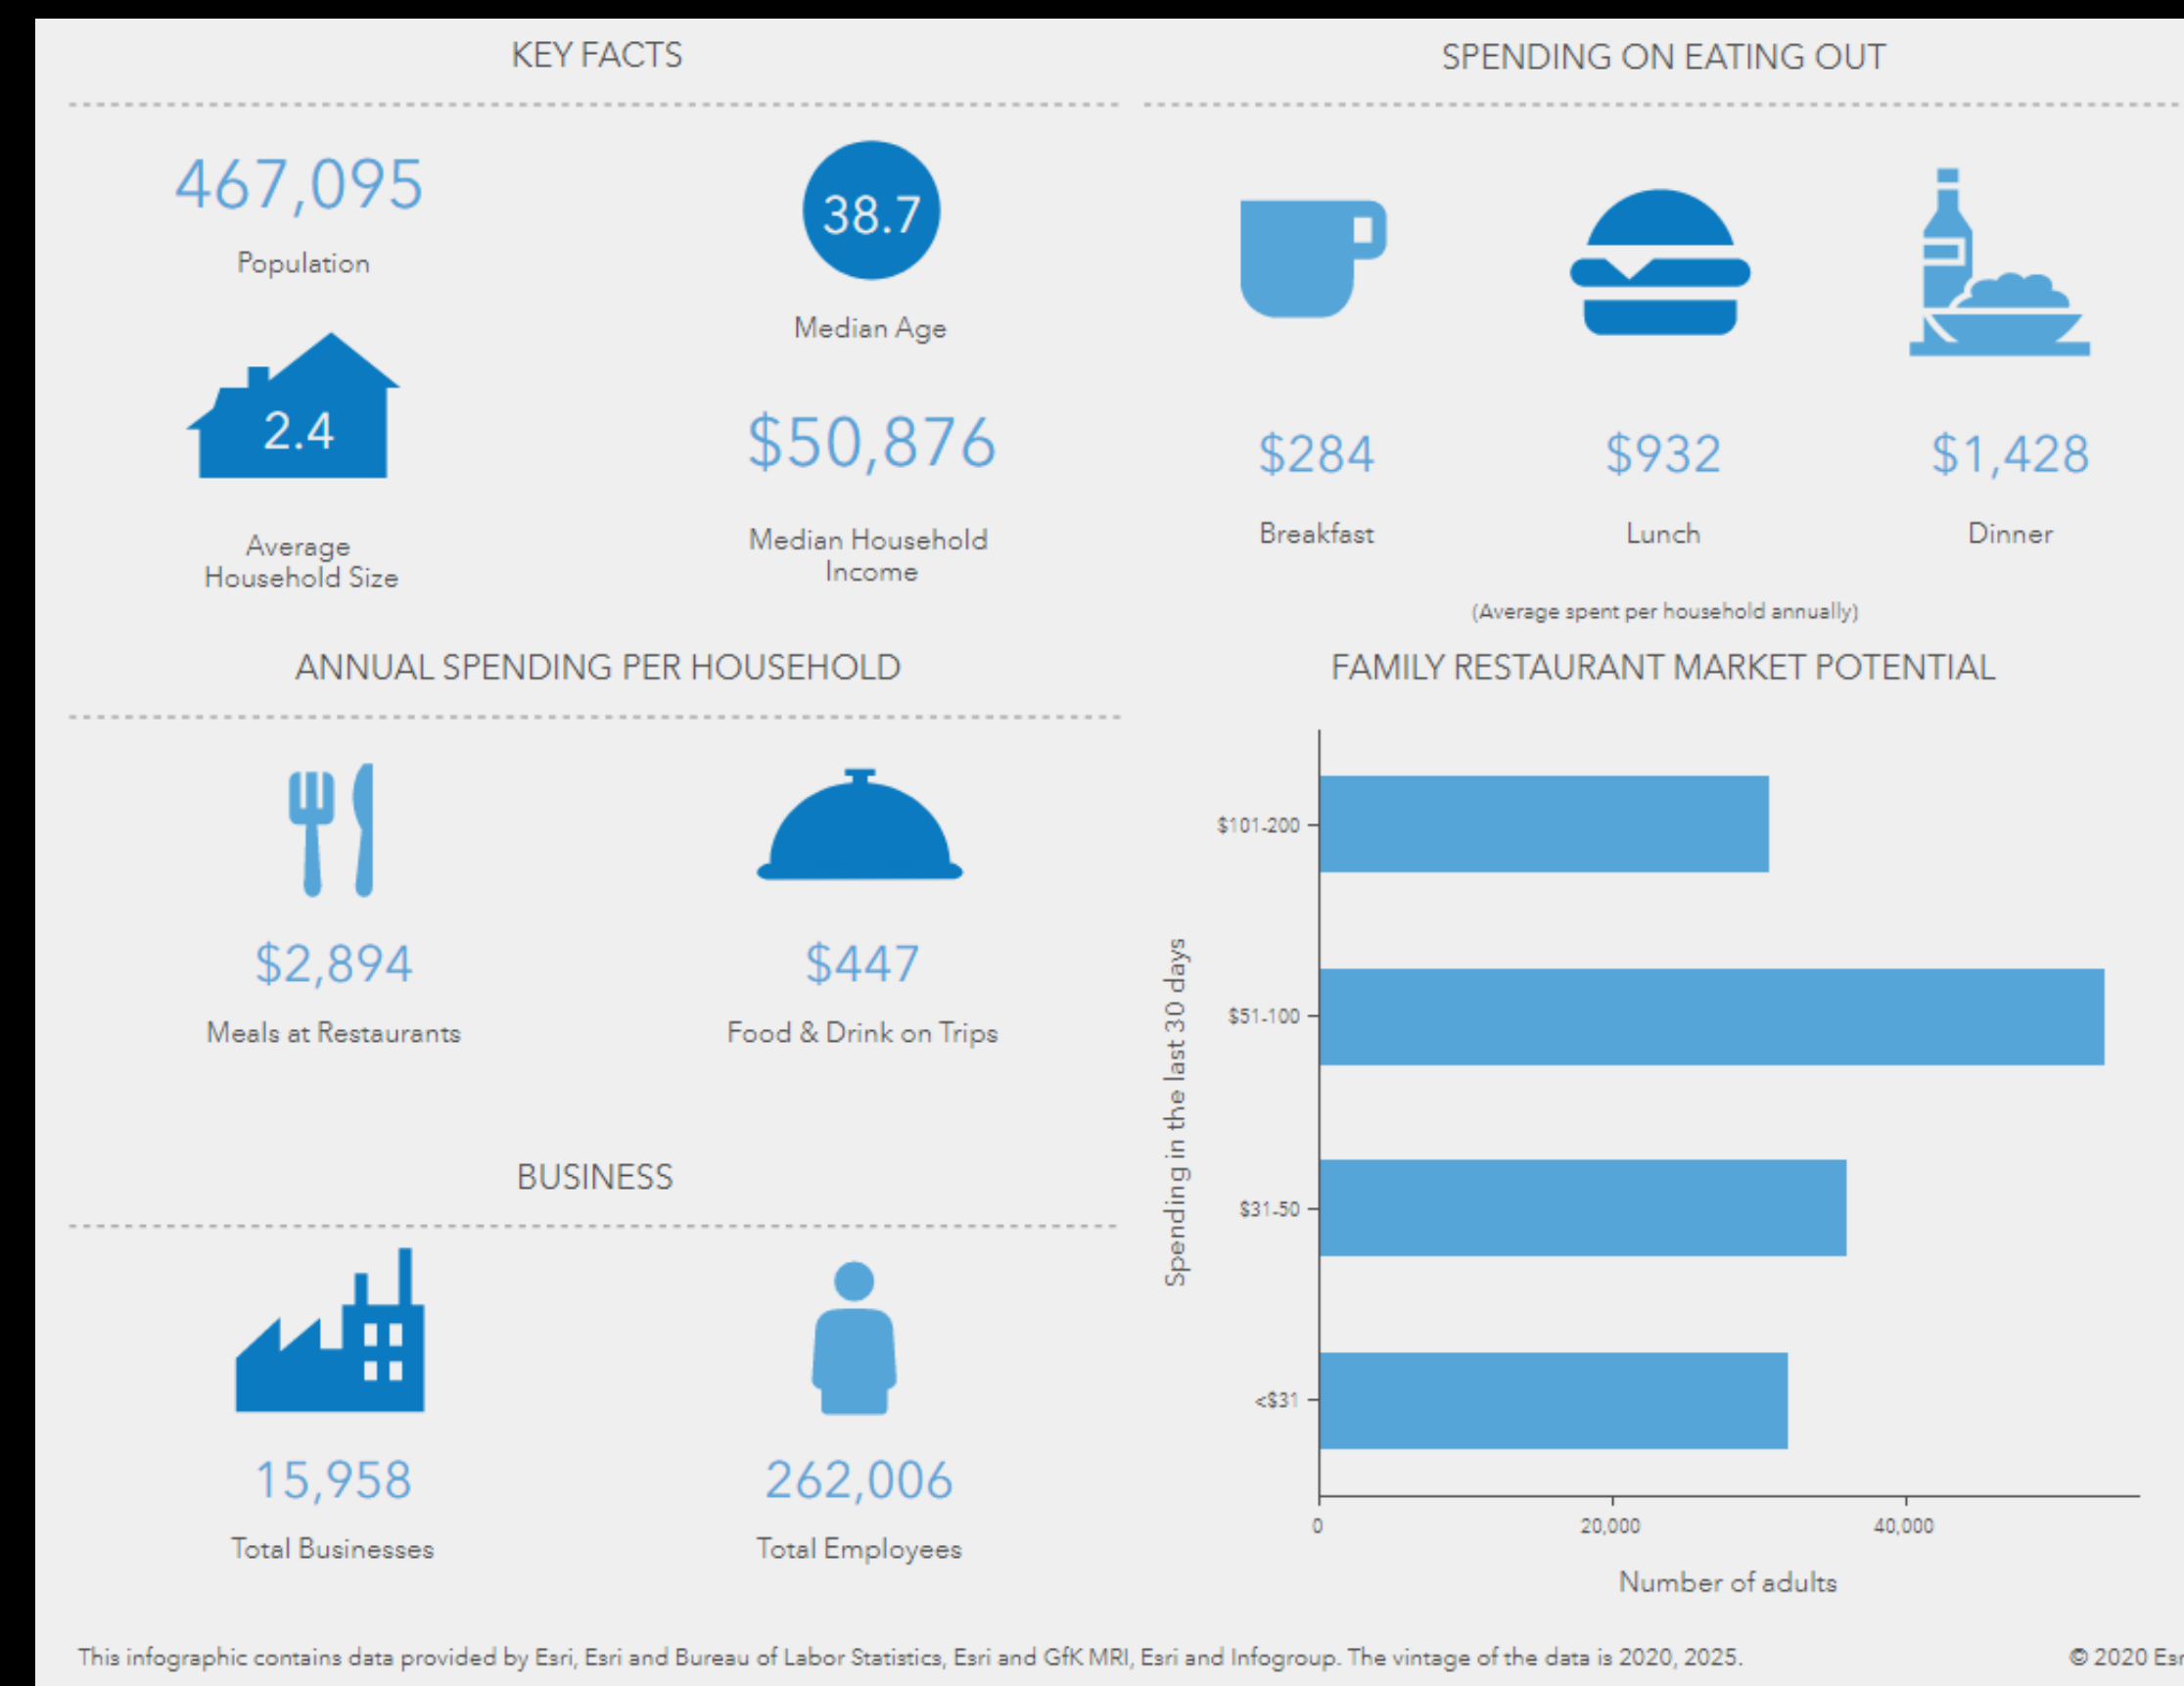 KEY FACTS
467,095
Population
38.7
Median Age
2.4
Average
Household Size
$50,876
Median Household
Income
SPENDING ON EATING OUT
$284
Breakfast
$932
Lunch
$1,428
Dinner
(Average spent per household annually)
ANNUAL SPENDING PER HOUSEHOLD
$2,894
Meals at Restaurants
$447
Food & Drink on Trips
BUSINESS
15,958
Total Businesses
262,006
Total Employees
FAMILY RESTAURANT MARKET POTENTIAL
Spending in the last 30 days
$101-200
$51-100
$31-50
<$31
0
20,000
40,000
Number of adults
This infographic contains data provided by Esri, Esri and Bureau of Labor Statistics, Esri and GfK MRI, Esri and Infogroup. The vintage of the data is 2020, 2025.
© 2020